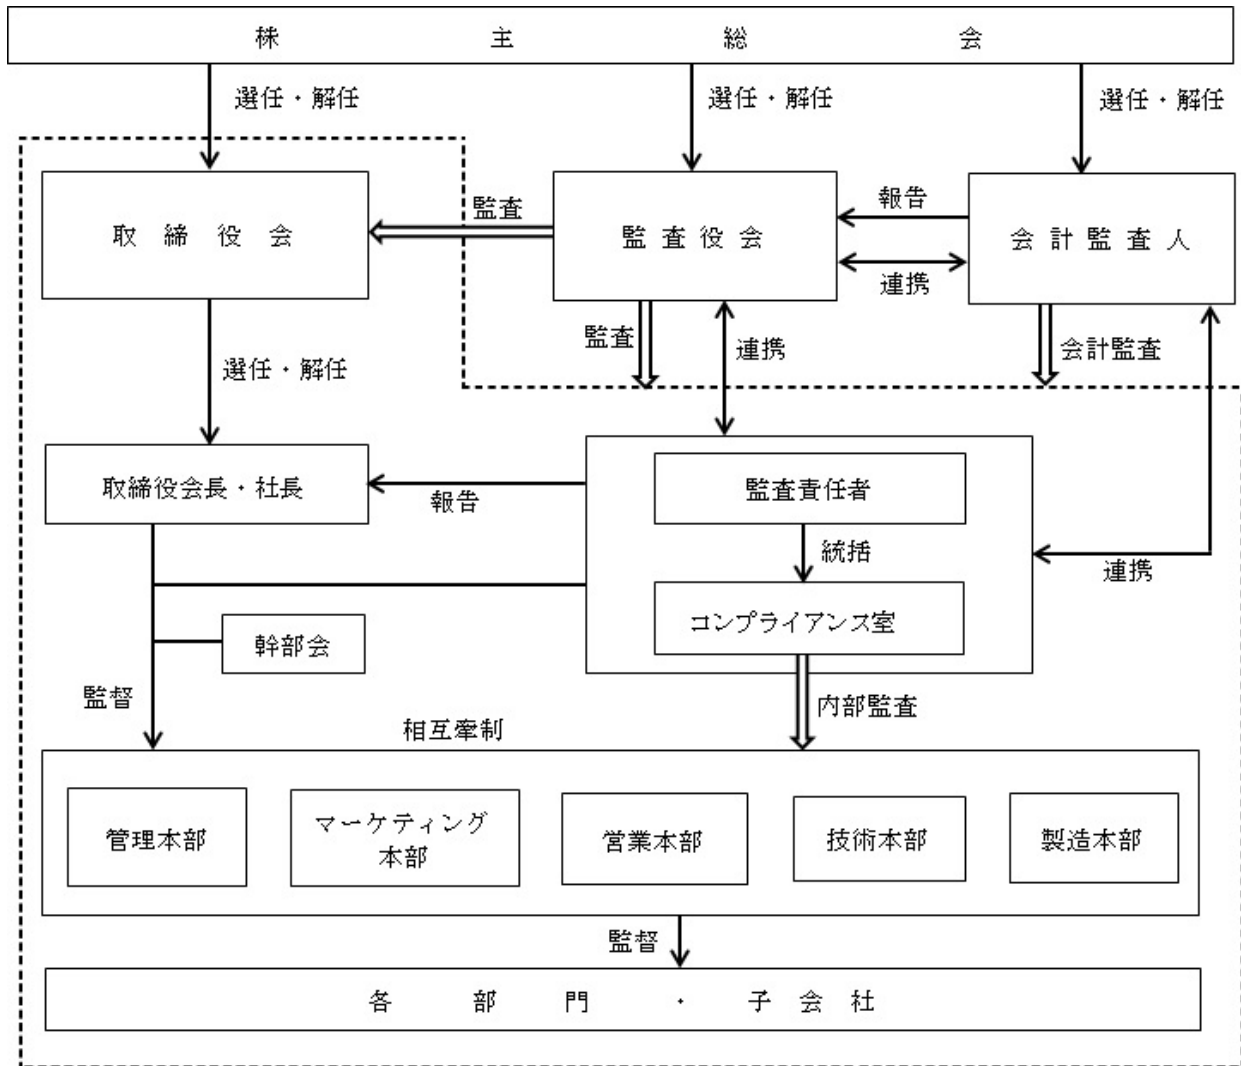 株主総会
選任・解任
選任・解任
選任・解任
取締役会
監査
監査役会
報告
連携
会計監査人
選任・解任
監査
連携
会計監査
取締役会長・社長
報告
監査責任者
統括
コンプライアンス室
連携
幹部会
監督
内部監査
相互牽制
管理本部
マーケティング
本部
営業本部
技術本部
製造本部
監督
各部門・子会社